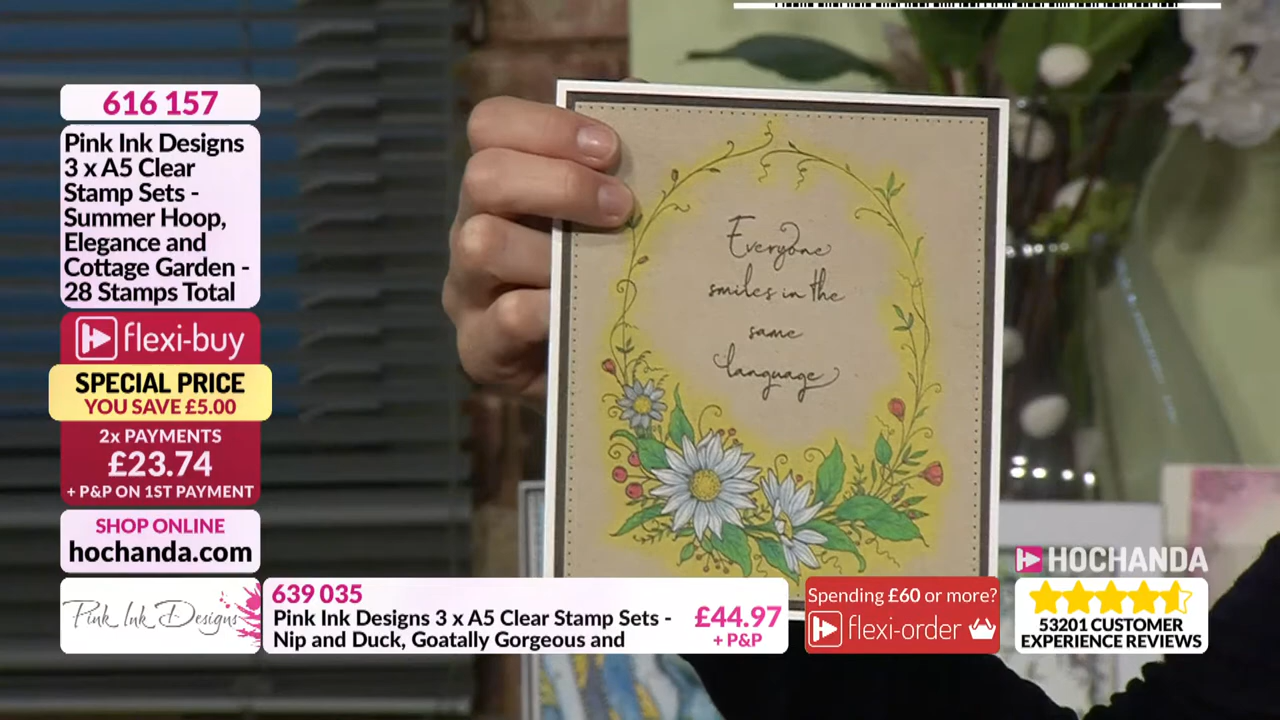 616 157
Pink Ink Designs
3 x A5 Clear
Stamp Sets -
Summer Hoop,
Elegance and
Cottage Garden -
28 Stamps Total
flexi-buy
SPECIAL PRICE
YOU SAVE £5.00
2x PAYMENTS
£23.74
+ P&P ON 1ST PAYMENT
SHOP ONLINE
hochanda.com
Everyone
smiles in the
same
language
Pink Ink Designs
639 035
Pink Ink Designs 3 x A5 Clear Stamp Sets -
Nip and Duck, Goatally Gorgeous and
£44.97
+ P&P
Spending £60 or more?
flexi-order
HOCHANDA
53201 CUSTOMER
EXPERIENCE REVIEWS